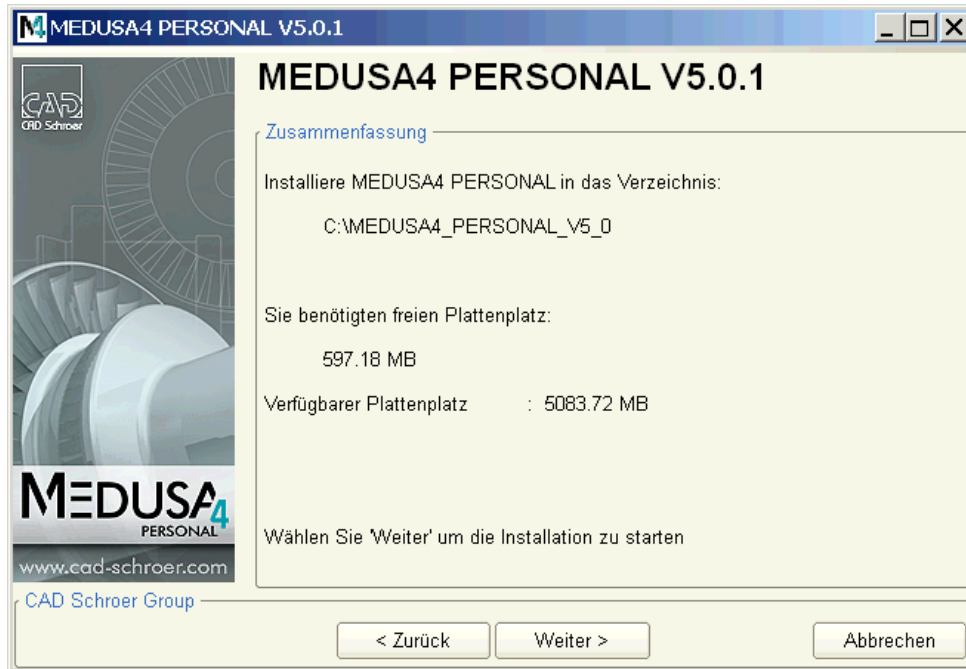 MEDUSA4 PERSONAL V5.0.1
MEDUSA4 PERSONAL V5.0.1
CAD
CAD Schroer
Zusammenfassung
Installiere MEDUSA4 PERSONAL in das Verzeichnis:
C:\MEDUSA4_PERSONAL_V5_0
Sie benötigten freien Plattenplatz:
597.18 MB
Verfügbarer Plattenplatz : 5083.72 MB
Wählen Sie 'Weiter' um die Installation zu starten
MEDUSA4
PERSONAL
www.cad-schroer.com
CAD Schroer Group
< Zurück Weiter > Abbrechen